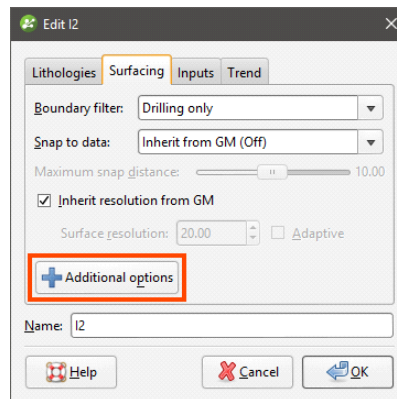 Edit I2
Lithologies Surfacing Inputs Trend
Boundary filter: Drilling only
Snap to data: Inherit from GM (Off)
Maximum snap distance: 10.00
Inherit resolution from GM
Surface resolution: 20.00 Adaptive
Additional options
Name: I2
Help Cancel OK